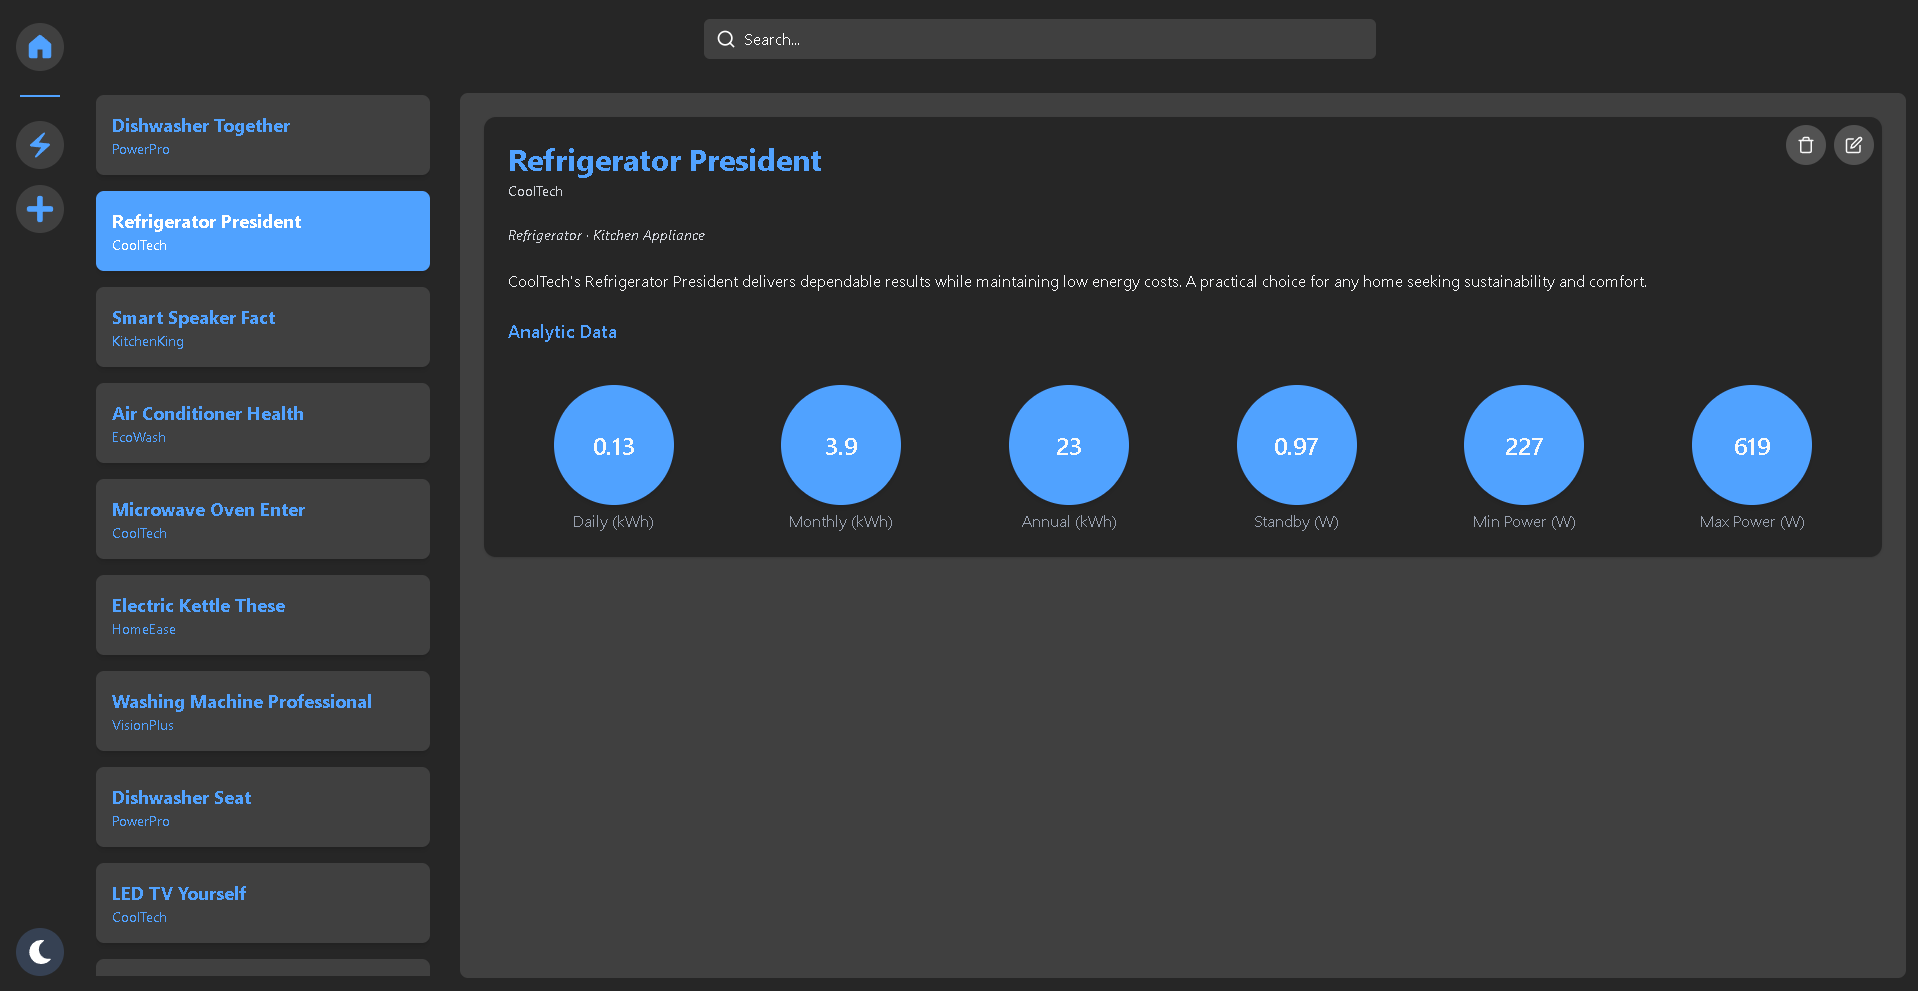 Search...
Dishwasher Together
PowerPro
Refrigerator President
CoolTech
Smart Speaker Fact
KitchenKing
Air Conditioner Health
EcoWash
Microwave Oven Enter
CoolTech
Electric Kettle These
HomeEase
Washing Machine Professional
VisionPlus
Dishwasher Seat
PowerPro
LED TV Yourself
CoolTech
Refrigerator President
CoolTech
Refrigerator · Kitchen Appliance
CoolTech's Refrigerator President delivers dependable results while maintaining low energy costs. A practical choice for any home seeking sustainability and comfort.
Analytic Data
0.13 3.9 23 0.97 227 619
Daily (kWh) Monthly (kWh) Annual (kWh) Standby (W) Min Power (W) Max Power (W)